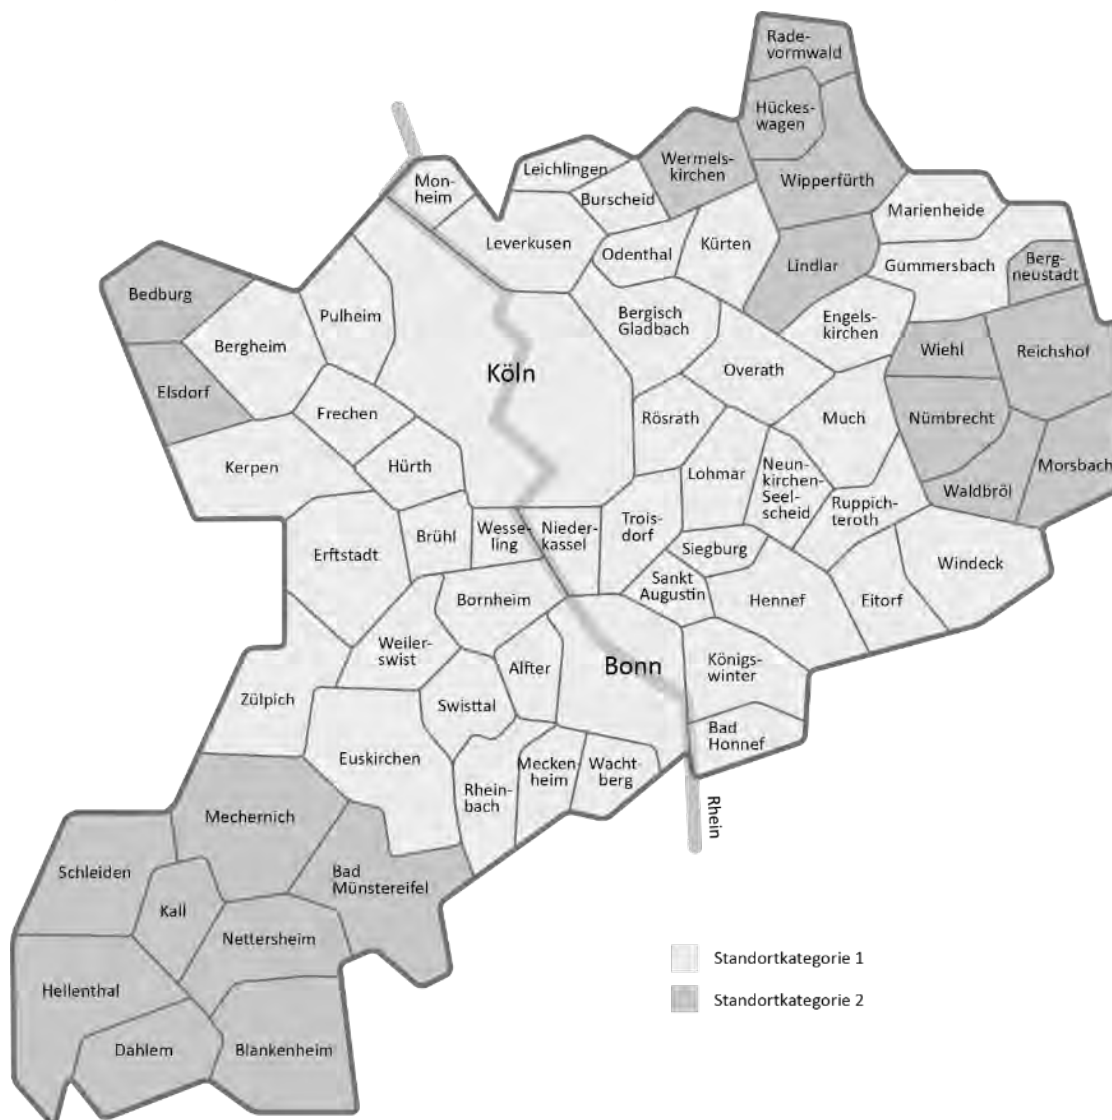 Rade-
vormwald
Hückes-
wagen
Wermels-
kirchen
Leichlingen
Mon-
heim
Burscheid
Wipperfürth
Marienheide
Leverkusen
Odenthal
Kürten
Lindlar
Gummersbach
Berg-
neustadt
Bedburg
Pulheim
Bergisch
Gladbach
Engels-
kirchen
Bergheim
Wiehl
Reichshof
Köln
Overath
Elsdorf
Frechen
Rösrath
Much
Nümbrecht
Kerpen
Hürth
Lohmar
Neun-
kirchen-
Seel-
scheid
Morsbach
Waldbröl
Ruppich-
teroth
Erftstadt
Brühl
Wesse-
ling
Nieder-
kassel
Trois-
dorf
Siegburg
Windeck
Sankt
Augustin
Bornheim
Hennef
Eitorf
Weiler-
swist
Alfter
Bonn
Königs-
winter
Zülpich
Swisttal
Bad
Honnef
Euskirchen
Rhein-
bach
Mecken-
heim
Wacht-
berg
Rhein
Mechernich
Schleiden
Bad
Münstereifel
Kall
Nettersheim
Hellenthal
Dahlem
Blankenheim
Standortkategorie 1
Standortkategorie 2